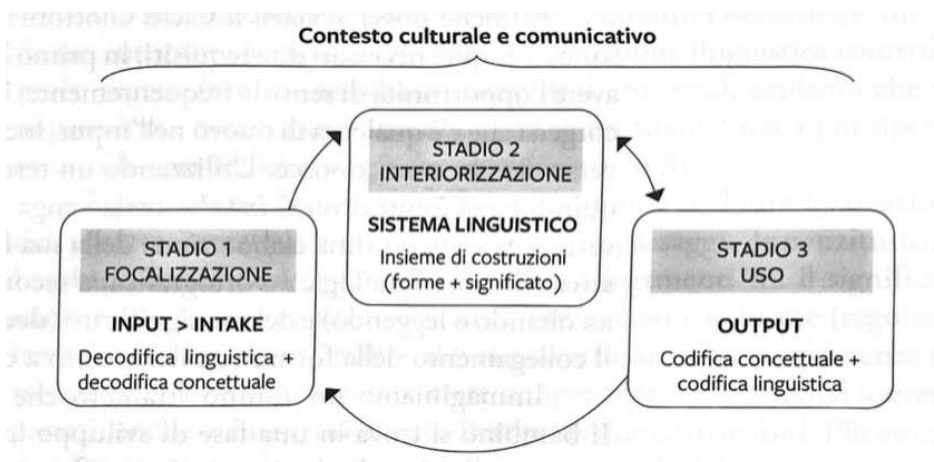 Contesto culturale e comunicativo
STADIO 2
INTERIORIZZAZIONE
SISTEMA LINGUISTICO
Insieme di costruzioni
(forme + significato)
STADIO 1
FOCALIZZAZIONE
INPUT > INTAKE
Decodifica linguistica +
decodifica concettuale
STADIO 3
USO
OUTPUT
Codifica concettuale +
codifica linguistica